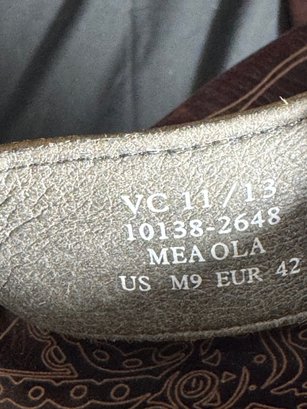 VC 11/13
10138-2648
MEA OLA
US M9 EUR 42